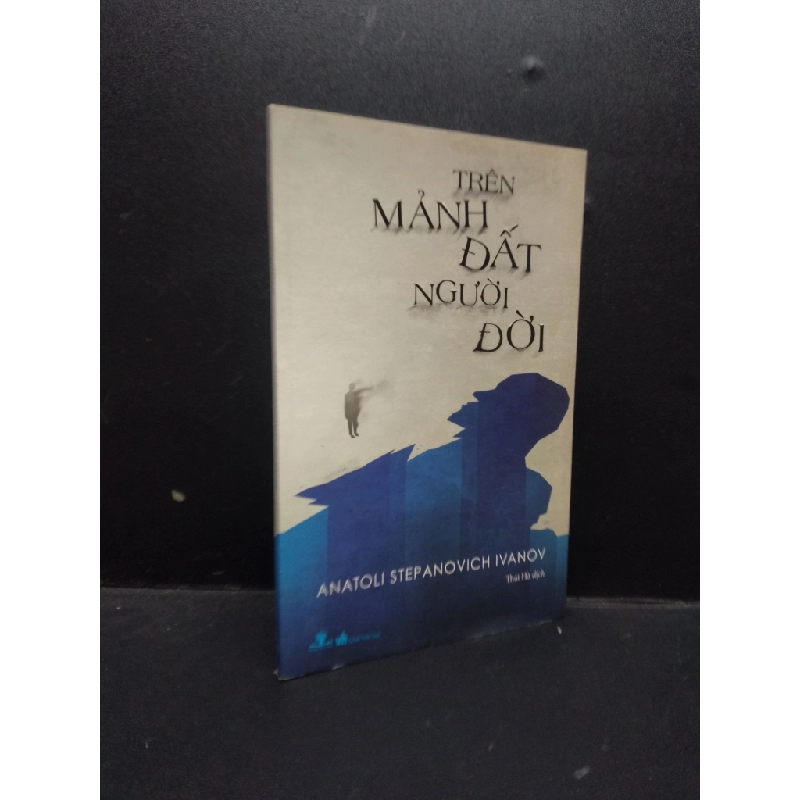 TRÊN
MẢNH
ĐẤT
NGƯỜI
ĐỜI
ANATOLI STEPANOVICH IVANOV
Thái Hà dịch